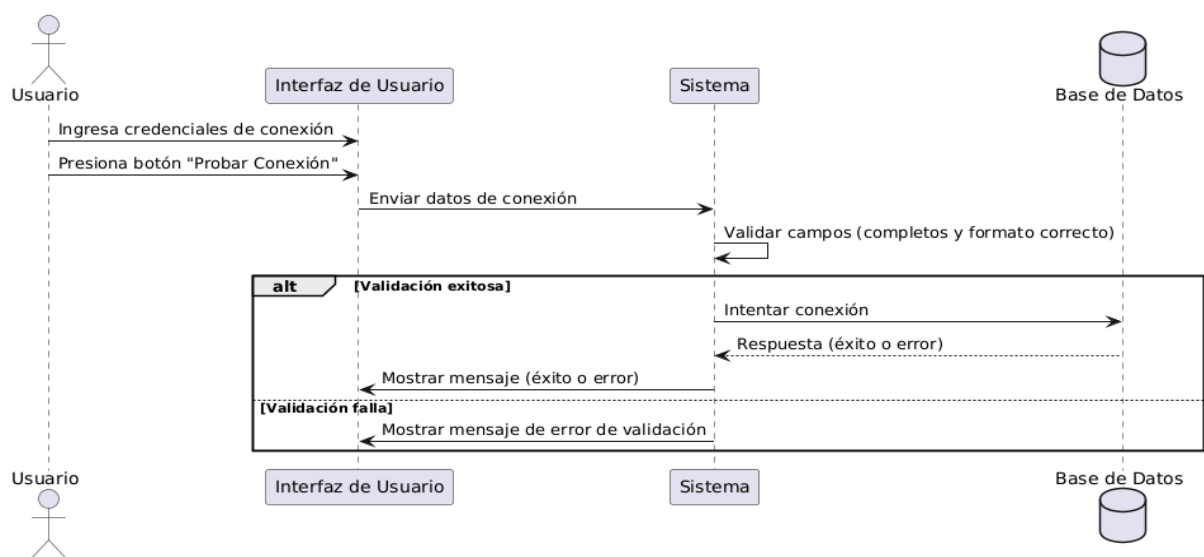 Usuario
Interfaz de Usuario
Sistema
Base de Datos
Ingresa credenciales de conexión
Presiona botón "Probar Conexión"
Enviar datos de conexión
Validar campos (completos y formato correcto)
alt
[Validación exitosa]
Intentar conexión
Respuesta (éxito o error)
Mostrar mensaje (éxito o error)
[Validación falla]
Mostrar mensaje de error de validación
Usuario
Interfaz de Usuario
Sistema
Base de Datos